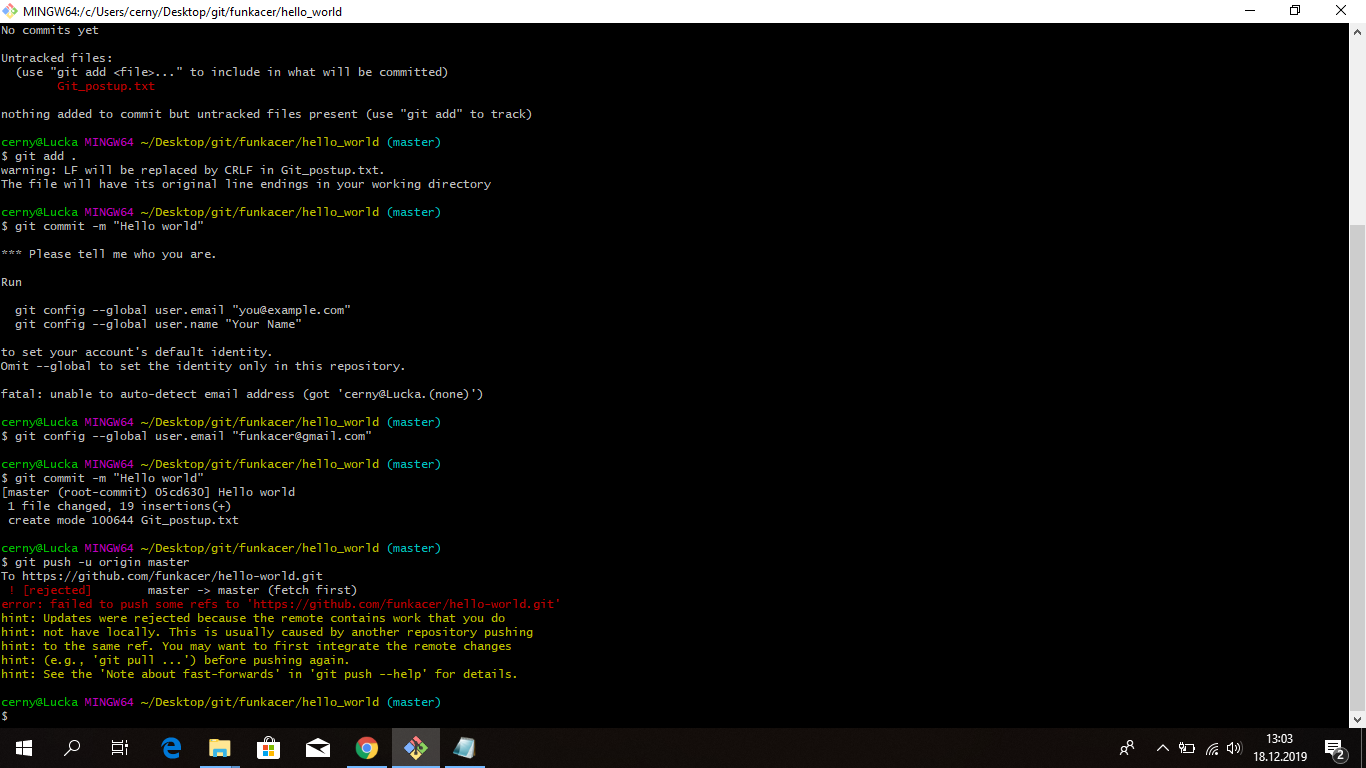 MINGW64:/c/Users/cerny/Desktop/git/funkacer/hello_world
No commits yet
Untracked files:
  (use "git add <file>..." to include in what will be committed)
        Git_postup.txt
nothing added to commit but untracked files present (use "git add" to track)
cerny@Lucka MINGW64 ~/Desktop/git/funkacer/hello_world (master)
$ git add .
warning: LF will be replaced by CRLF in Git_postup.txt.
The file will have its original line endings in your working directory
cerny@Lucka MINGW64 ~/Desktop/git/funkacer/hello_world (master)
$ git commit -m "Hello world"
*** Please tell me who you are.
Run
  git config --global user.email "you@example.com"
  git config --global user.name "Your Name"
to set your account's default identity.
Omit --global to set the identity only in this repository.
fatal: unable to auto-detect email address (got 'cerny@Lucka.(none)')
cerny@Lucka MINGW64 ~/Desktop/git/funkacer/hello_world (master)
$ git config --global user.email "funkacer@gmail.com"
cerny@Lucka MINGW64 ~/Desktop/git/funkacer/hello_world (master)
$ git commit -m "Hello world"
[master (root-commit) 05cd630] Hello world
 1 file changed, 19 insertions(+)
 create mode 100644 Git_postup.txt
cerny@Lucka MINGW64 ~/Desktop/git/funkacer/hello_world (master)
$ git push -u origin master
To https://github.com/funkacer/hello-world.git
 ! [rejected]        master -> master (fetch first)
error: failed to push some refs to 'https://github.com/funkacer/hello-world.git'
hint: Updates were rejected because the remote contains work that you do
hint: not have locally. This is usually caused by another repository pushing
hint: to the same ref. You may want to first integrate the remote changes
hint: (e.g., 'git pull ...') before pushing again.
hint: See the 'Note about fast-forwards' in 'git push --help' for details.
cerny@Lucka MINGW64 ~/Desktop/git/funkacer/hello_world (master)
$
13:03
18.12.2019
2